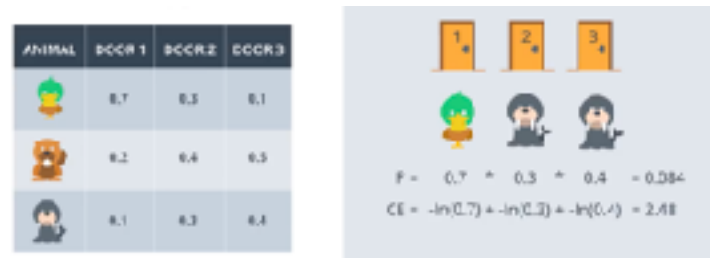 ANIMAL DOOR 1 DOOR 2 DOOR 3
0.7 0.3 0.1
0.2 0.4 0.5
0.1 0.3 0.4
1 2 3
P = 0.7 * 0.3 * 0.4 = 0.084
CE = -ln(0.7) + -ln(0.3) + -ln(0.4) = 2.48